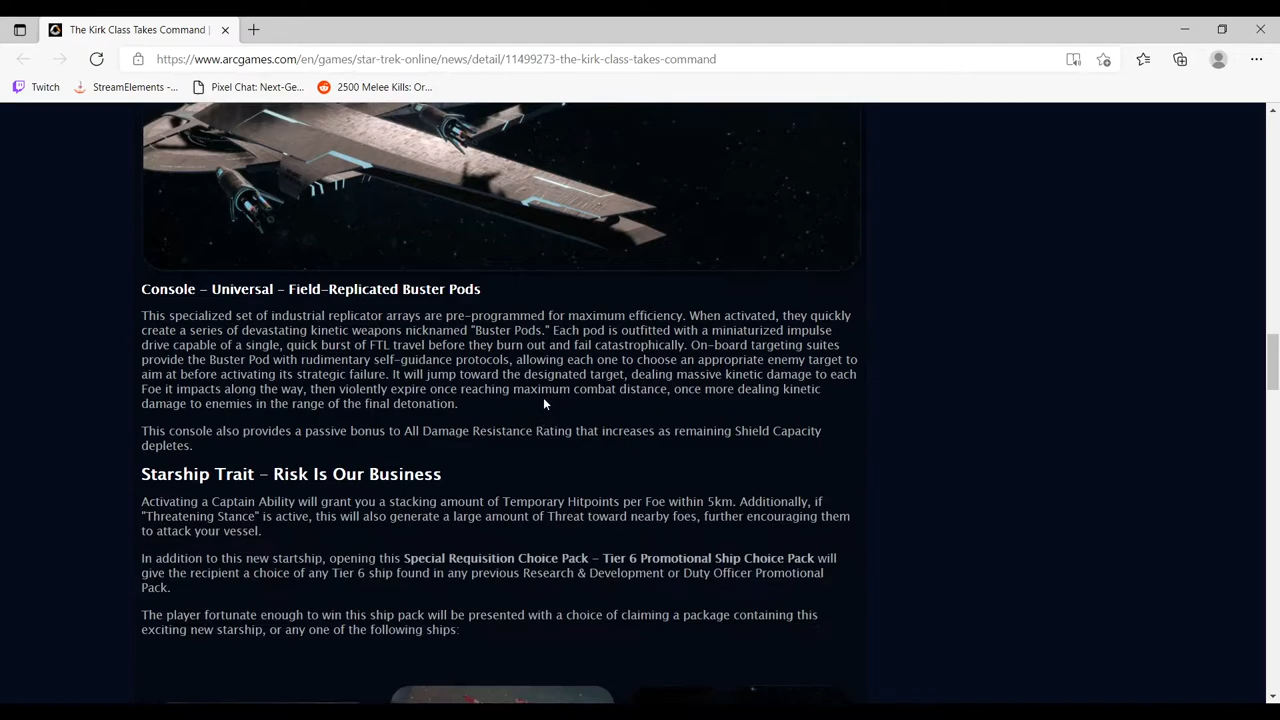 The Kirk Class Takes Command |
https://www.arcgames.com/en/games/star-trek-online/news/detail/11499273-the-kirk-class-takes-command
Twitch
StreamElements -...
Pixel Chat: Next-Ge...
2500 Melee Kills: Or...
Console – Universal – Field-Replicated Buster Pods
This specialized set of industrial replicator arrays are pre-programmed for maximum efficiency. When activated, they quickly
create a series of devastating kinetic weapons nicknamed "Buster Pods." Each pod is outfitted with a miniaturized impulse
drive capable of a single, quick burst of FTL travel before they burn out and fail catastrophically. On-board targeting suites
provide the Buster Pod with rudimentary self-guidance protocols, allowing each one to choose an appropriate enemy target to
aim at before activating its strategic failure. It will jump toward the designated target, dealing massive kinetic damage to each
Foe it impacts along the way, then violently expire once reaching maximum combat distance, once more dealing kinetic
damage to enemies in the range of the final detonation.
This console also provides a passive bonus to All Damage Resistance Rating that increases as remaining Shield Capacity
depletes.
Starship Trait – Risk Is Our Business
Activating a Captain Ability will grant you a stacking amount of Temporary Hitpoints per Foe within 5km. Additionally, if
"Threatening Stance" is active, this will also generate a large amount of Threat toward nearby foes, further encouraging them
to attack your vessel.
In addition to this new startship, opening this Special Requisition Choice Pack – Tier 6 Promotional Ship Choice Pack will
give the recipient a choice of any Tier 6 ship found in any previous Research & Development or Duty Officer Promotional
Pack.
The player fortunate enough to win this ship pack will be presented with a choice of claiming a package containing this
exciting new starship, or any one of the following ships: